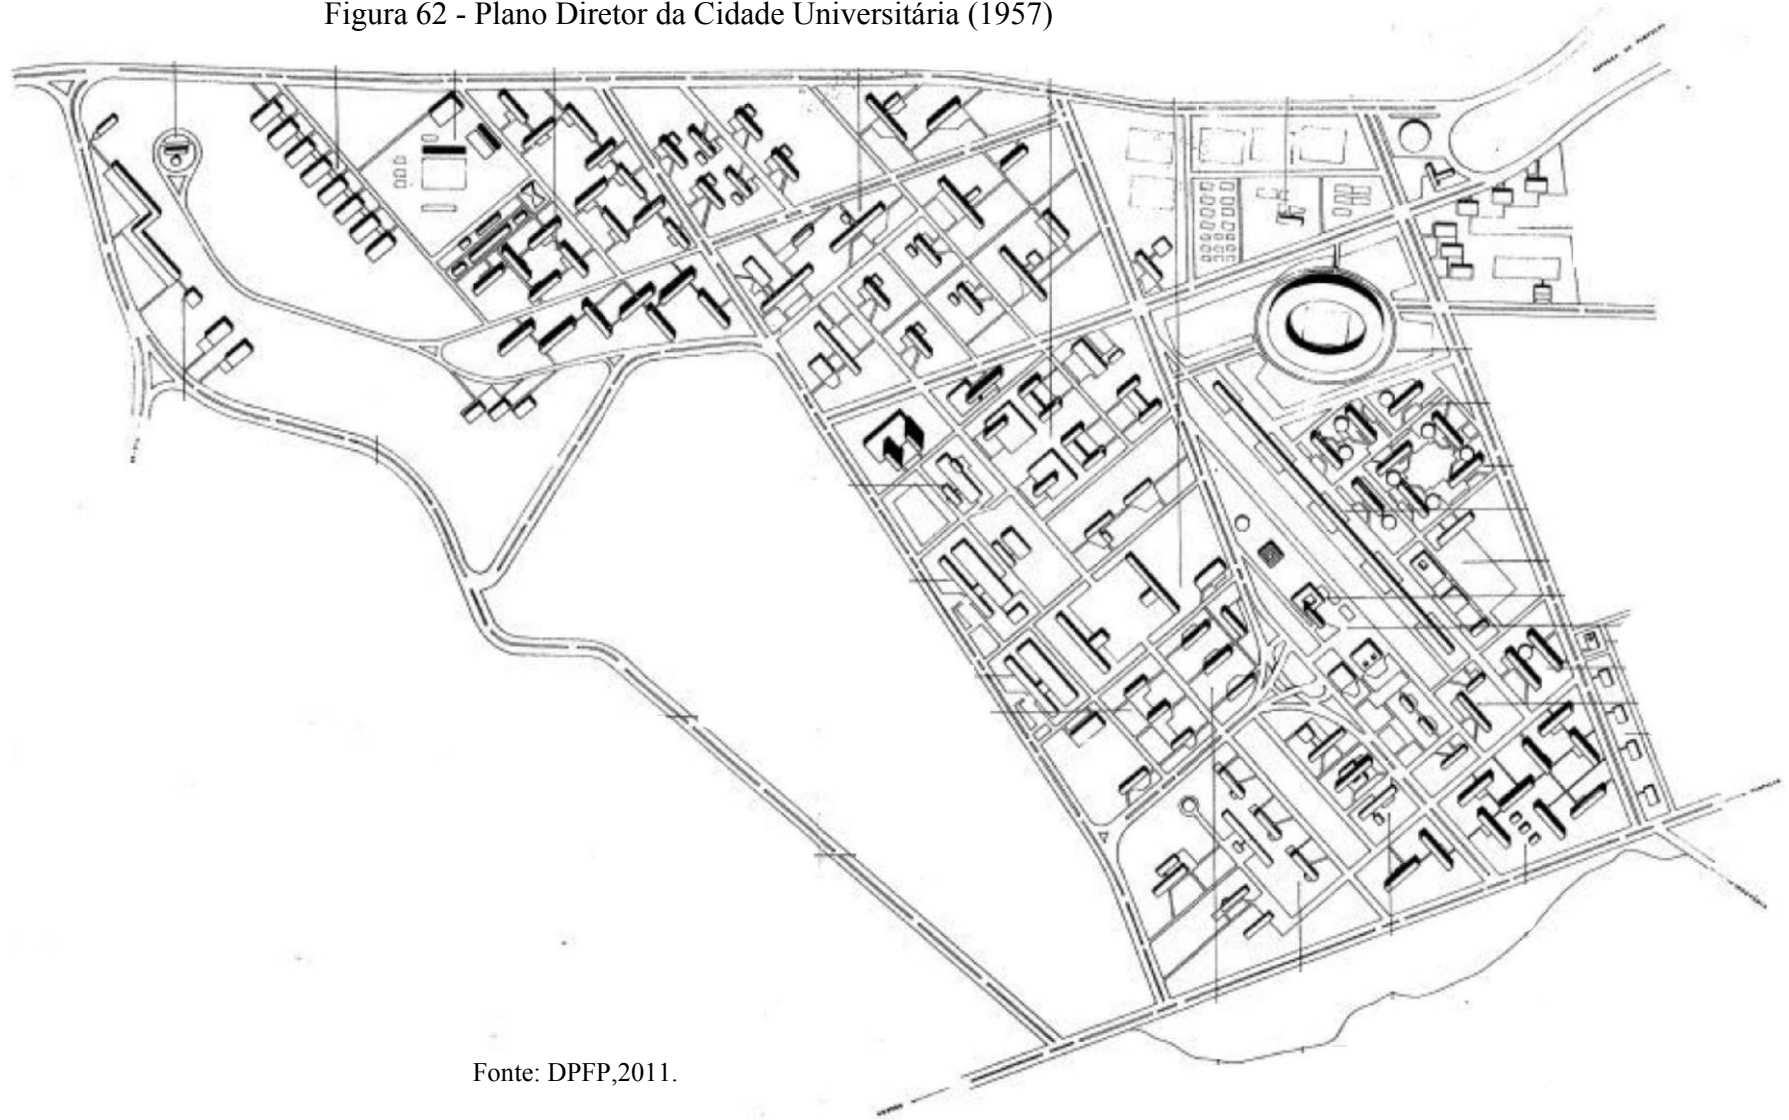 Figura 62 - Plano Diretor da Cidade Universitária (1957)
Fonte: DPFP,2011.